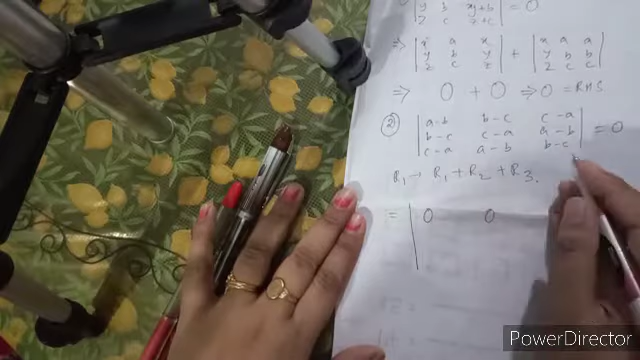 y b y+b = 0
z c z+c
⇒ | x a x | + | x a a |
| y b y | | y b b |
| z c z | | z c c |
⇒ 0 + 0 ⇒ 0 = RHS
(2) | a-b b-c c-a |
| b-c c-a a-b | = 0
| c-a a-b b-c |
R₁ → R₁ + R₂ + R₃.
= | 0 0
PowerDirector